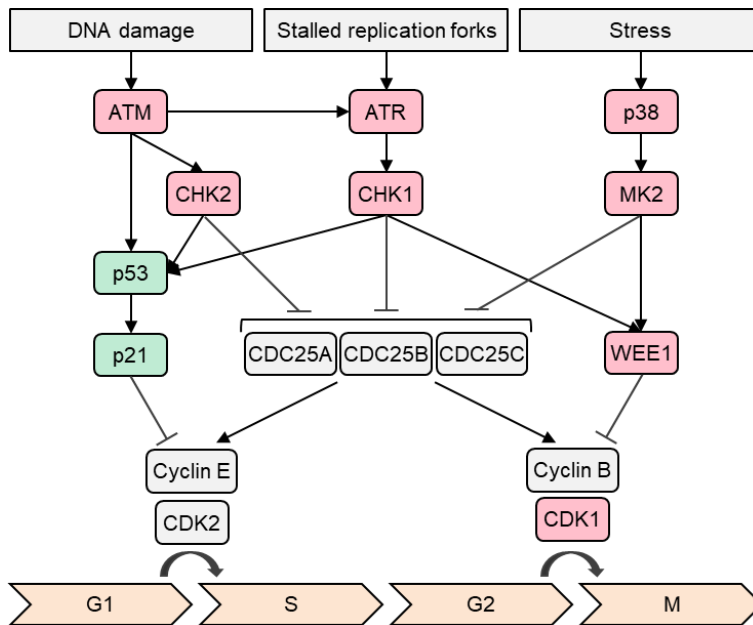 DNA damage
Stalled replication forks
Stress
ATM
ATR
p38
CHK2
CHK1
MK2
p53
p21
CDC25A
CDC25B
CDC25C
WEE1
Cyclin E
Cyclin B
CDK2
CDK1
G1
S
G2
M